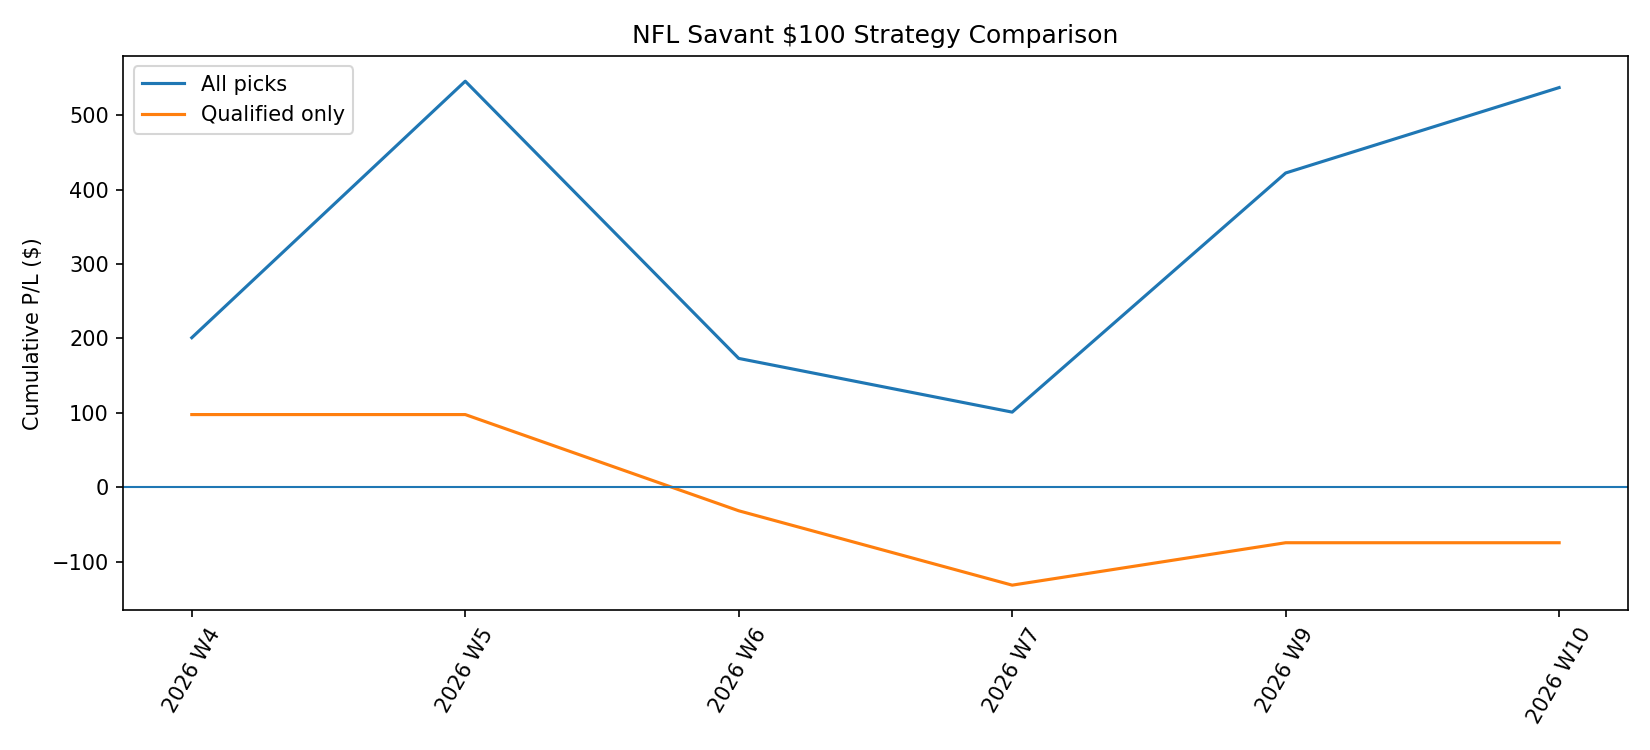 NFL Savant $100 Strategy Comparison
All picks
Qualified only
Cumulative P/L ($)
500
400
300
200
100
0
−100
2026 W4
2026 W5
2026 W6
2026 W7
2026 W9
2026 W10